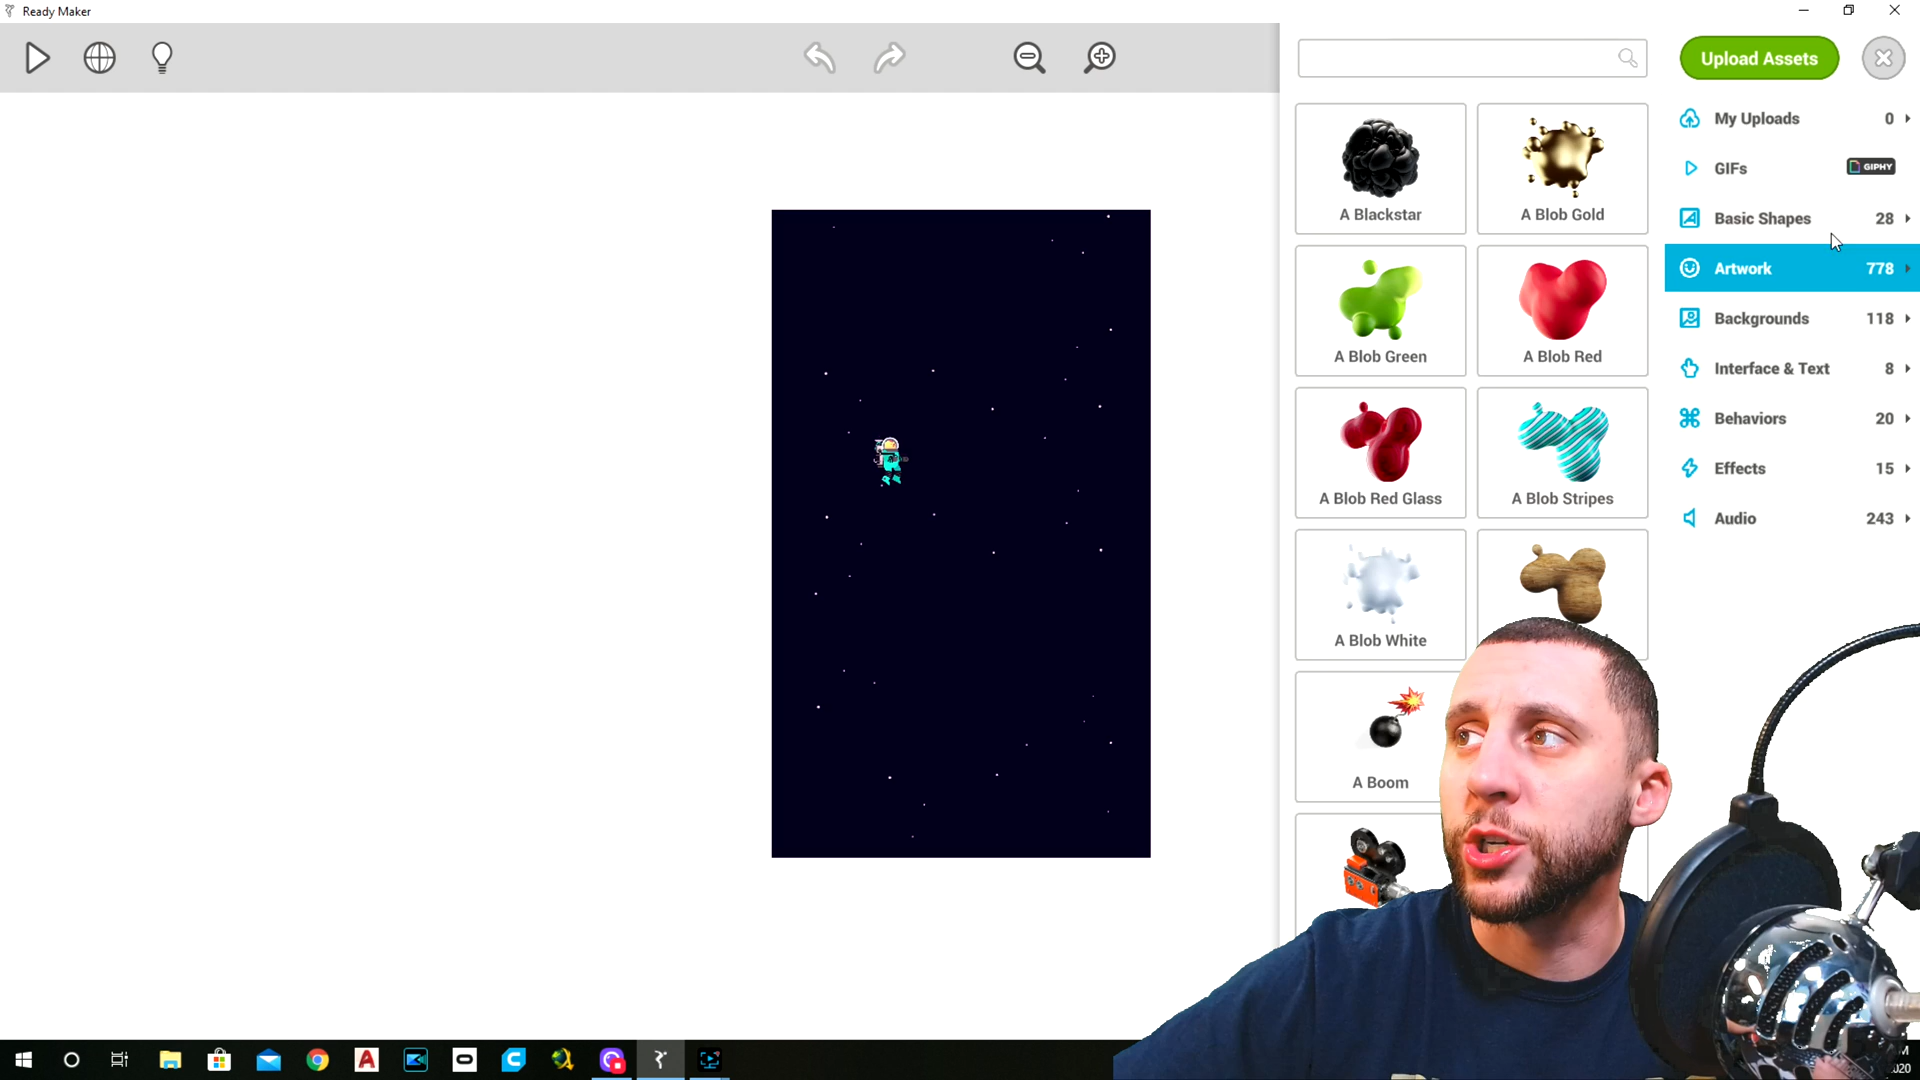 Ready Maker
Upload Assets
My Uploads 0
GIFs GIPHY
Basic Shapes 28
Artwork 778
Backgrounds 118
Interface & Text 8
Behaviors 20
Effects 15
Audio 243
A Blackstar
A Blob Gold
A Blob Green
A Blob Red
A Blob Red Glass
A Blob Stripes
A Blob White
A Boom